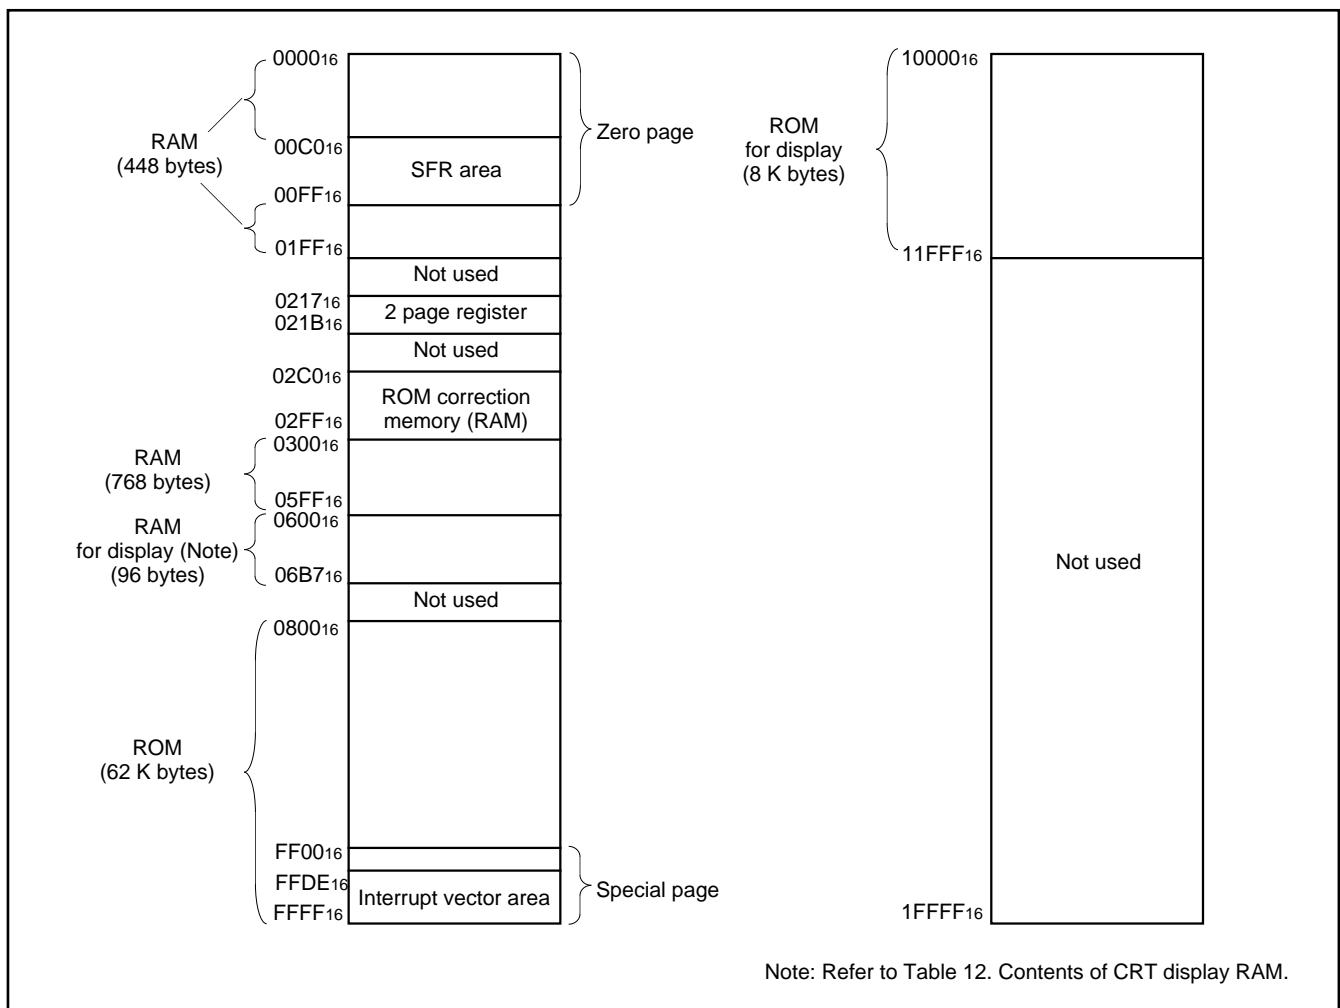 0000₁₆
RAM
(448 bytes)
00C0₁₆
SFR area
00FF₁₆
Zero page
01FF₁₆
Not used
0217₁₆
2 page register
021B₁₆
Not used
02C0₁₆
ROM correction
memory (RAM)
02FF₁₆
0300₁₆
RAM
(768 bytes)
05FF₁₆
0600₁₆
RAM
for display (Note)
(96 bytes)
06B7₁₆
Not used
0800₁₆
ROM
(62 K bytes)
FF00₁₆
FFDE₁₆
Interrupt vector area
FFFF₁₆
Special page
10000₁₆
ROM
for display
(8 K bytes)
11FFF₁₆
Not used
1FFFF₁₆
Note: Refer to Table 12. Contents of CRT display RAM.